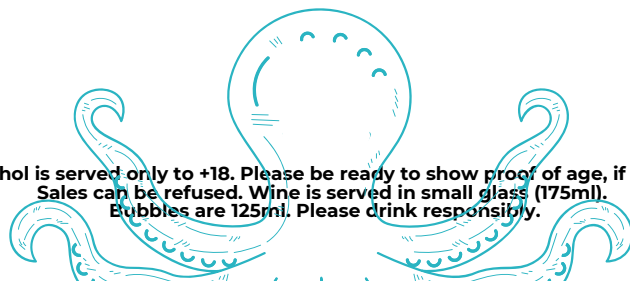 hol is served only to +18. Please be ready to show proof of age, if
Sales can be refused. Wine is served in small glass (175ml).
Bubbles are 125ml. Please drink responsibly.